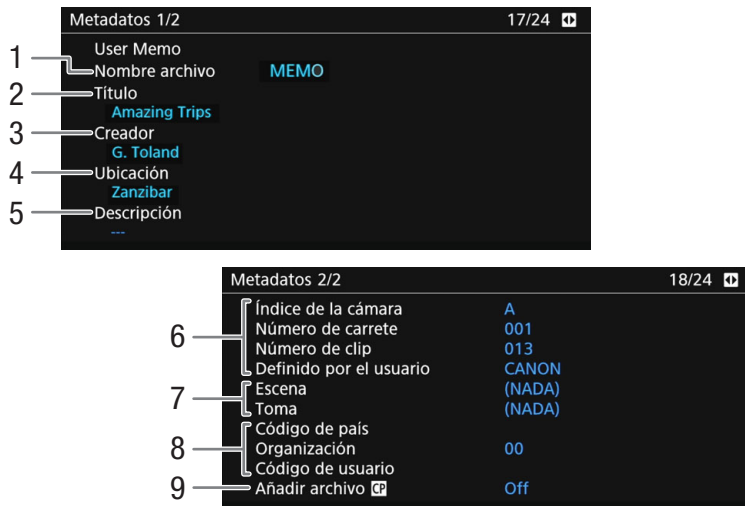 Metadatos 1/2 17/24
User Memo
1 Nombre archivo MEMO
2 Título
Amazing Trips
3 Creador
G. Toland
4 Ubicación
Zanzibar
5 Descripción
---
Metadatos 2/2 18/24
6 Índice de la cámara A
Número de carrete 001
Número de clip 013
Definido por el usuario CANON
7 Escena (NADA)
Toma (NADA)
8 Código de país
Organización 00
Código de usuario
9 Añadir archivo CP Off